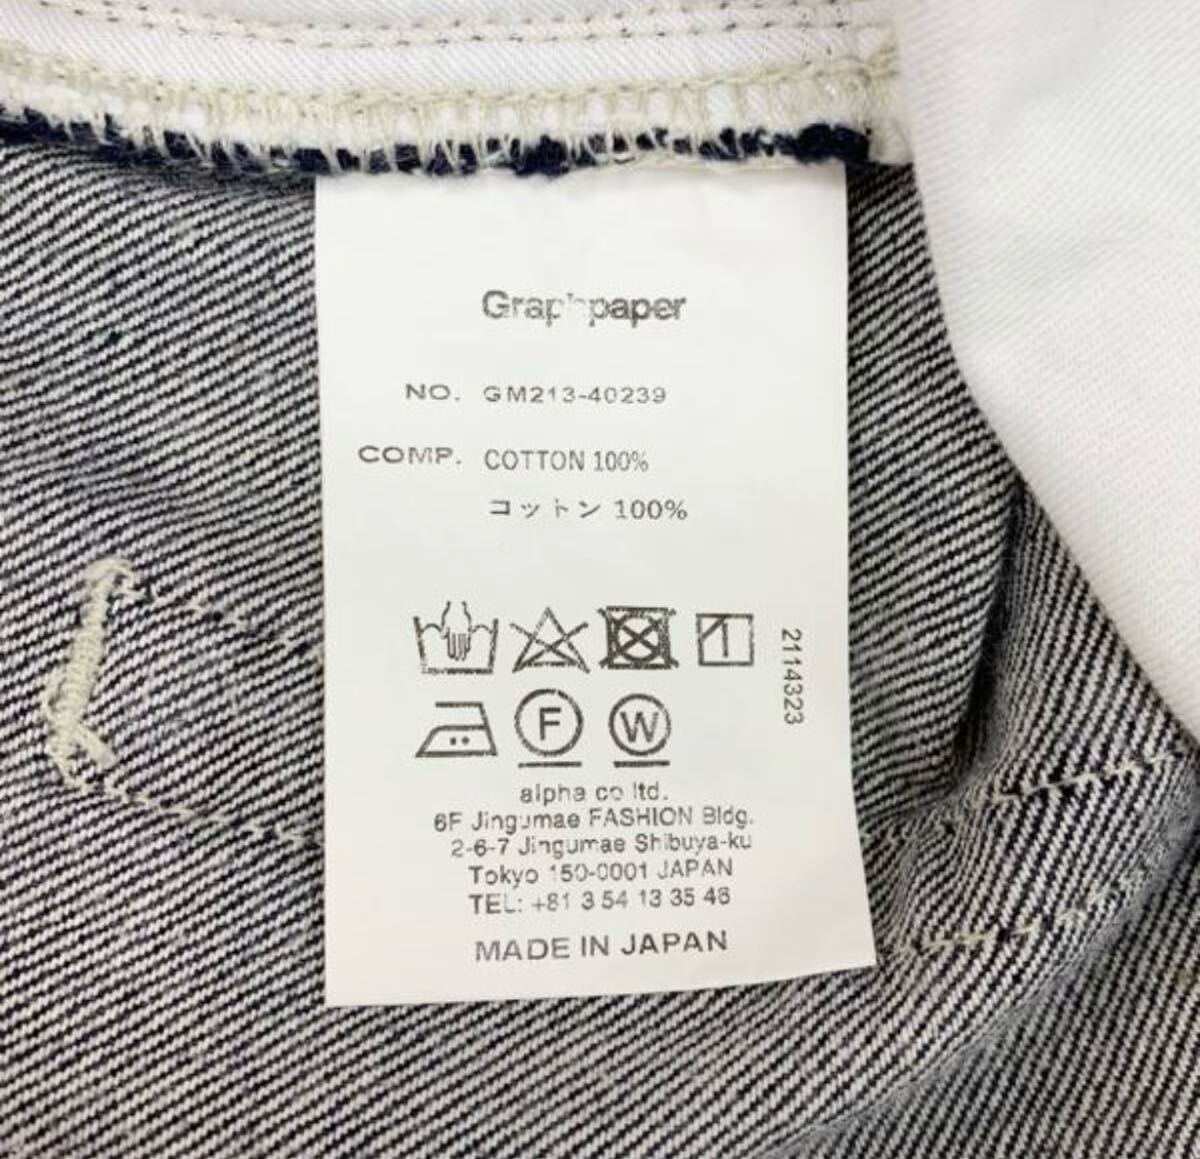 Graphpaper
NO. GM213-40239
COMP. COTTON 100%
コットン 100%
2114323
F W
alpha co ltd.
6F Jingumae FASHION Bldg.
2-6-7 Jingumae Shibuya-ku
Tokyo 150-0001 JAPAN
TEL: +81 3 54 13 35 46
MADE IN JAPAN